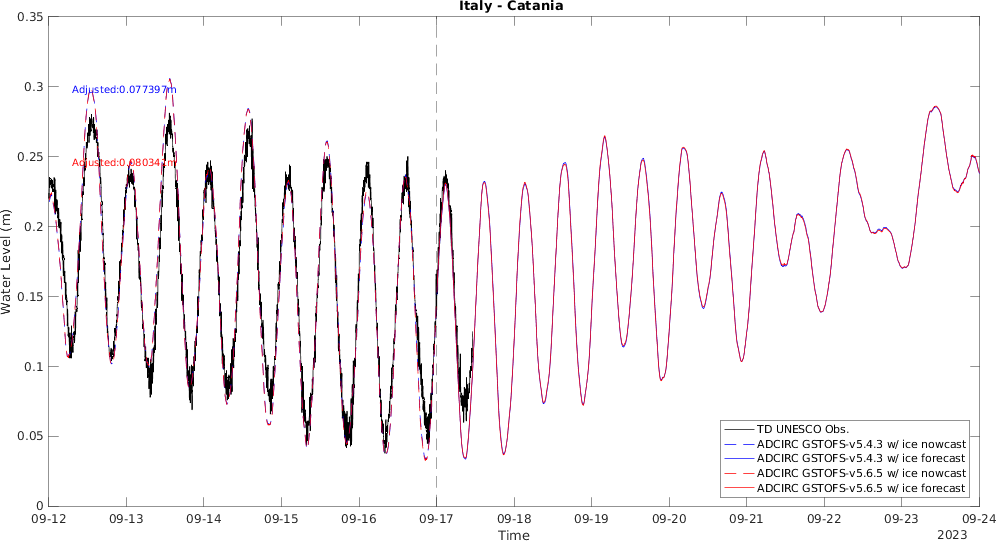 Italy - Catania
0.35
0.3
0.25
0.2
0.15
0.1
0.05
0
Water Level (m)
Adjusted:0.077397m
TD UNESCO Obs.
ADCIRC GSTOFS-v5.4.3 w/ ice nowcast
ADCIRC GSTOFS-v5.4.3 w/ ice forecast
ADCIRC GSTOFS-v5.6.5 w/ ice nowcast
ADCIRC GSTOFS-v5.6.5 w/ ice forecast
09-12 09-13 09-14 09-15 09-16 09-17 09-18 09-19 09-20 09-21 09-22 09-23 09-24
Time
2023